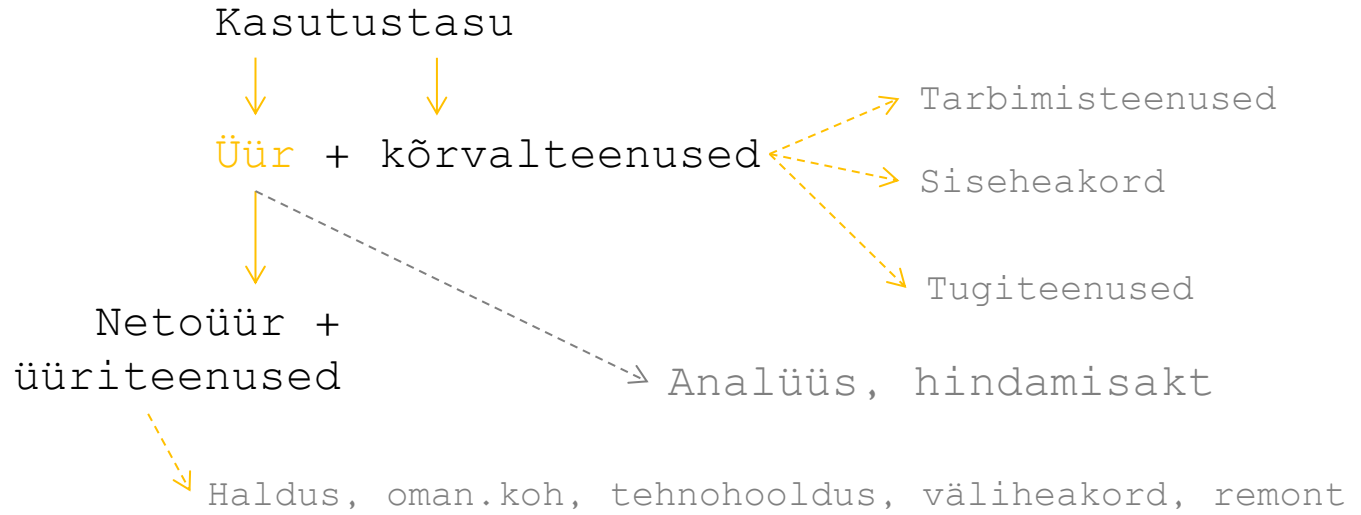 Kasutustasu
Üür + kõrvalteenused
Tarbimisteenused
Siseheakord
Tugiteenused
Netoüür +
üüriteenused
Analüüs, hindamisakt
Haldus, oman.koh, tehnohooldus, väliheakord, remont